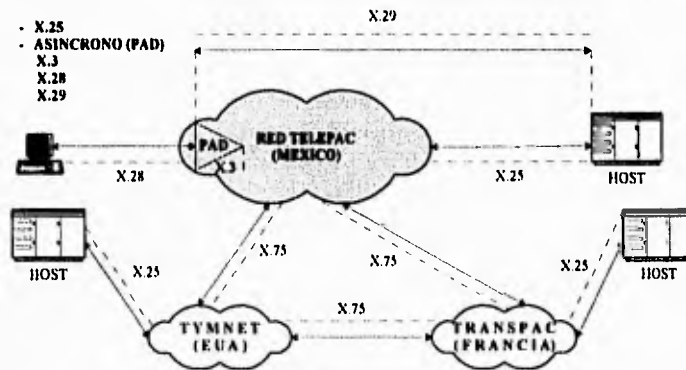 X.29
- X.25
- ASINCRONO (PAD)
X.3
X.28
X.29
PAD
X.3
RED TELEPAC
(MEXICO)
X.28
X.25
HOST
HOST
X.25
X.75
X.75
X.25
HOST
X.75
TYMNET
(EUA)
TRANSPAC
(FRANCIA)